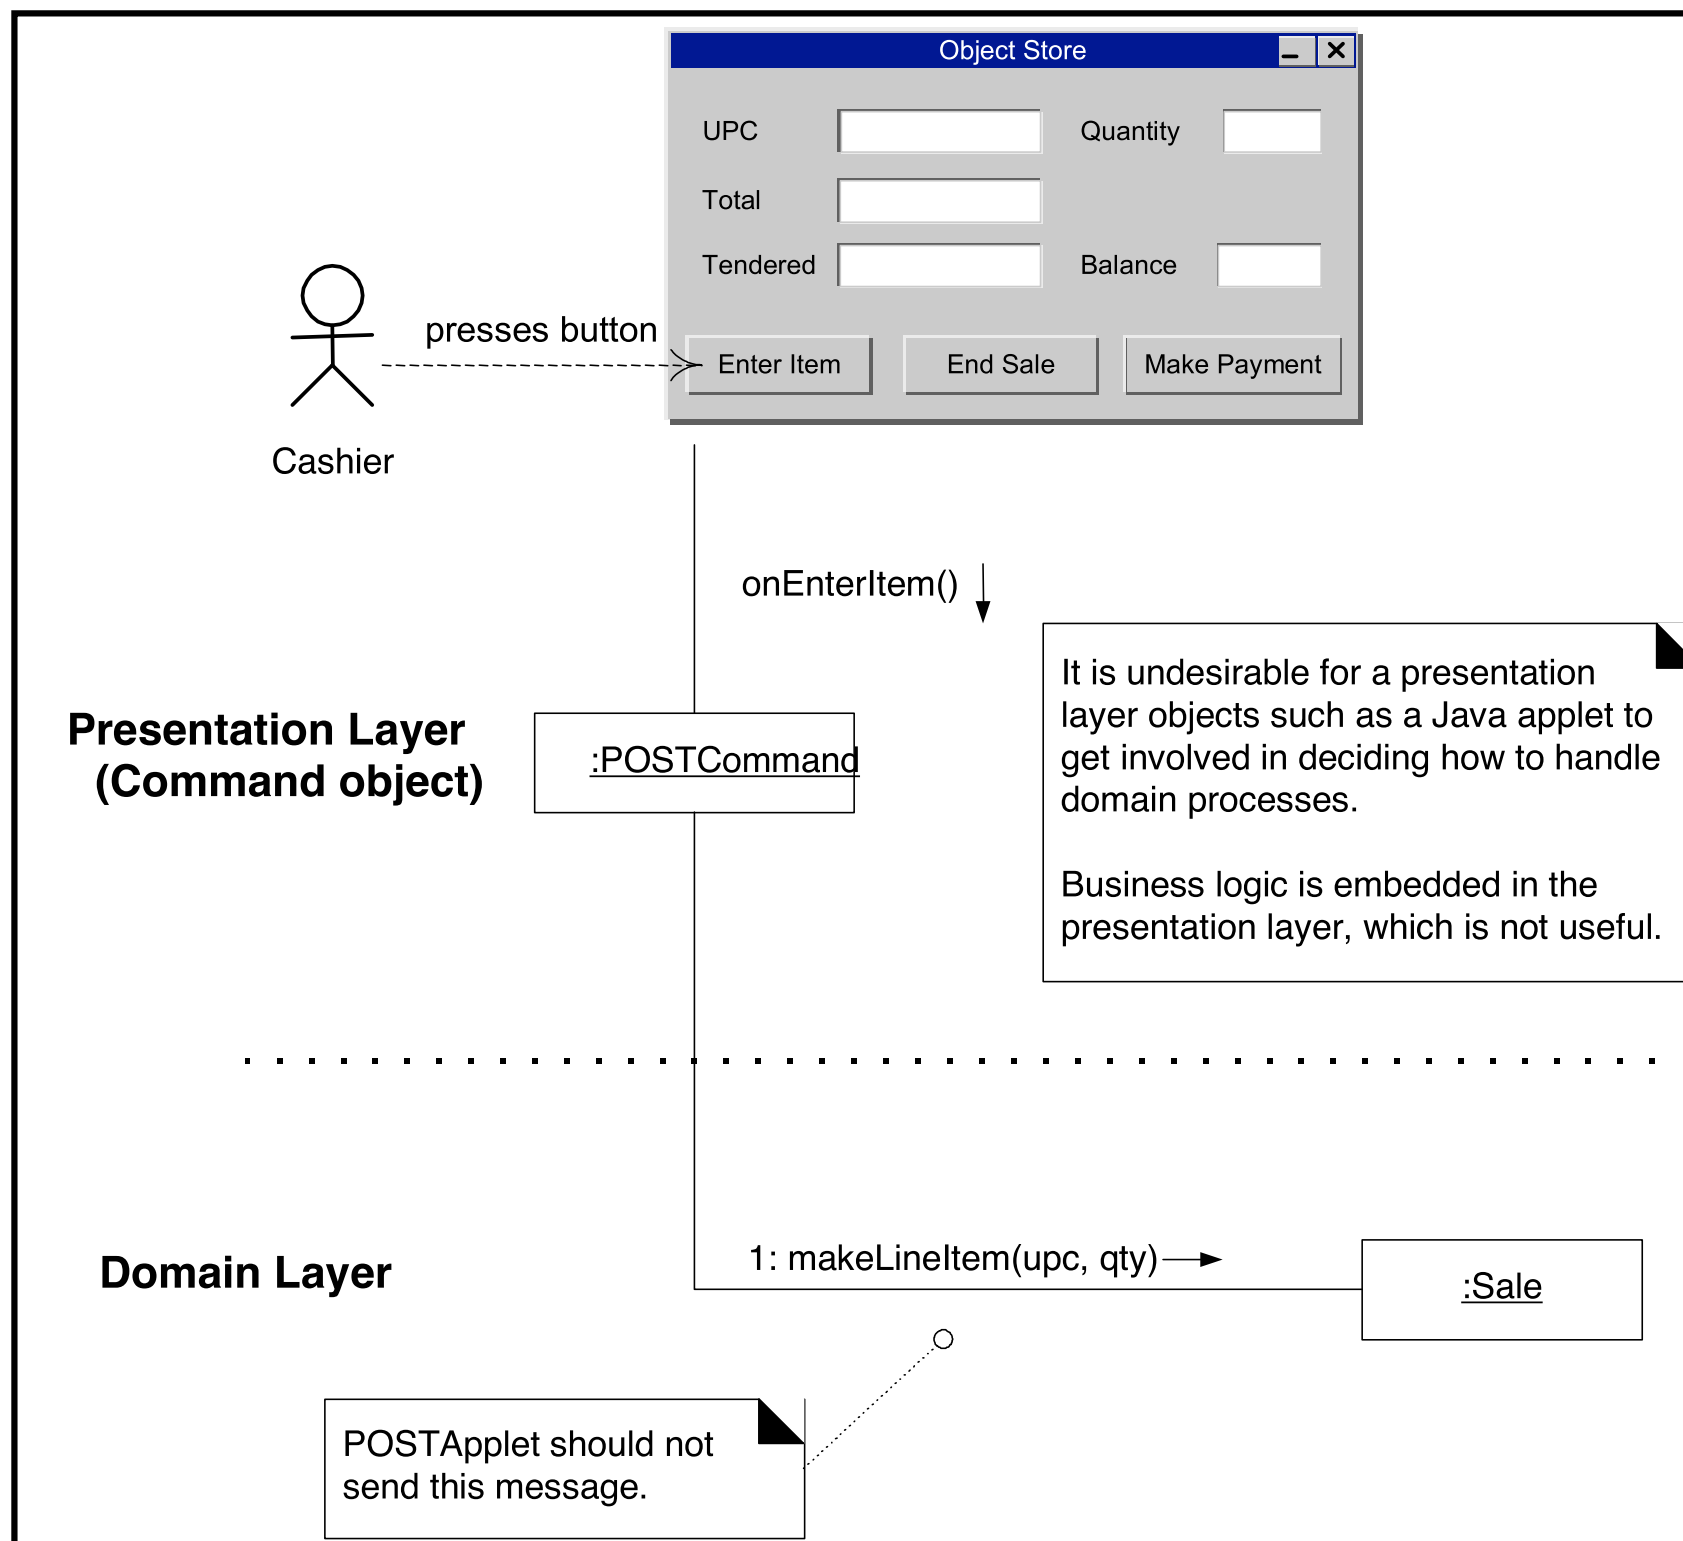 Object Store
UPC
Quantity
Total
Tendered
Balance
presses button
Enter Item
End Sale
Make Payment
Cashier
onEnterItem()
It is undesirable for a presentation
layer objects such as a Java applet to
get involved in deciding how to handle
domain processes.
Business logic is embedded in the
presentation layer, which is not useful.
Presentation Layer
(Command object)
:POSTCommand
1: makeLineItem(upc, qty)
Domain Layer
:Sale
POSTApplet should not
send this message.